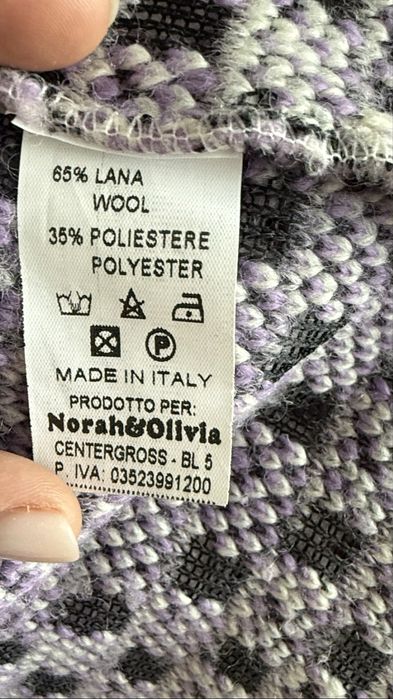 65% LANA
WOOL
35% POLIESTERE
POLYESTER
P
MADE IN ITALY
PRODOTTO PER:
Norah&Olivia
CENTERGROSS - BL 5
P. IVA: 03523991200